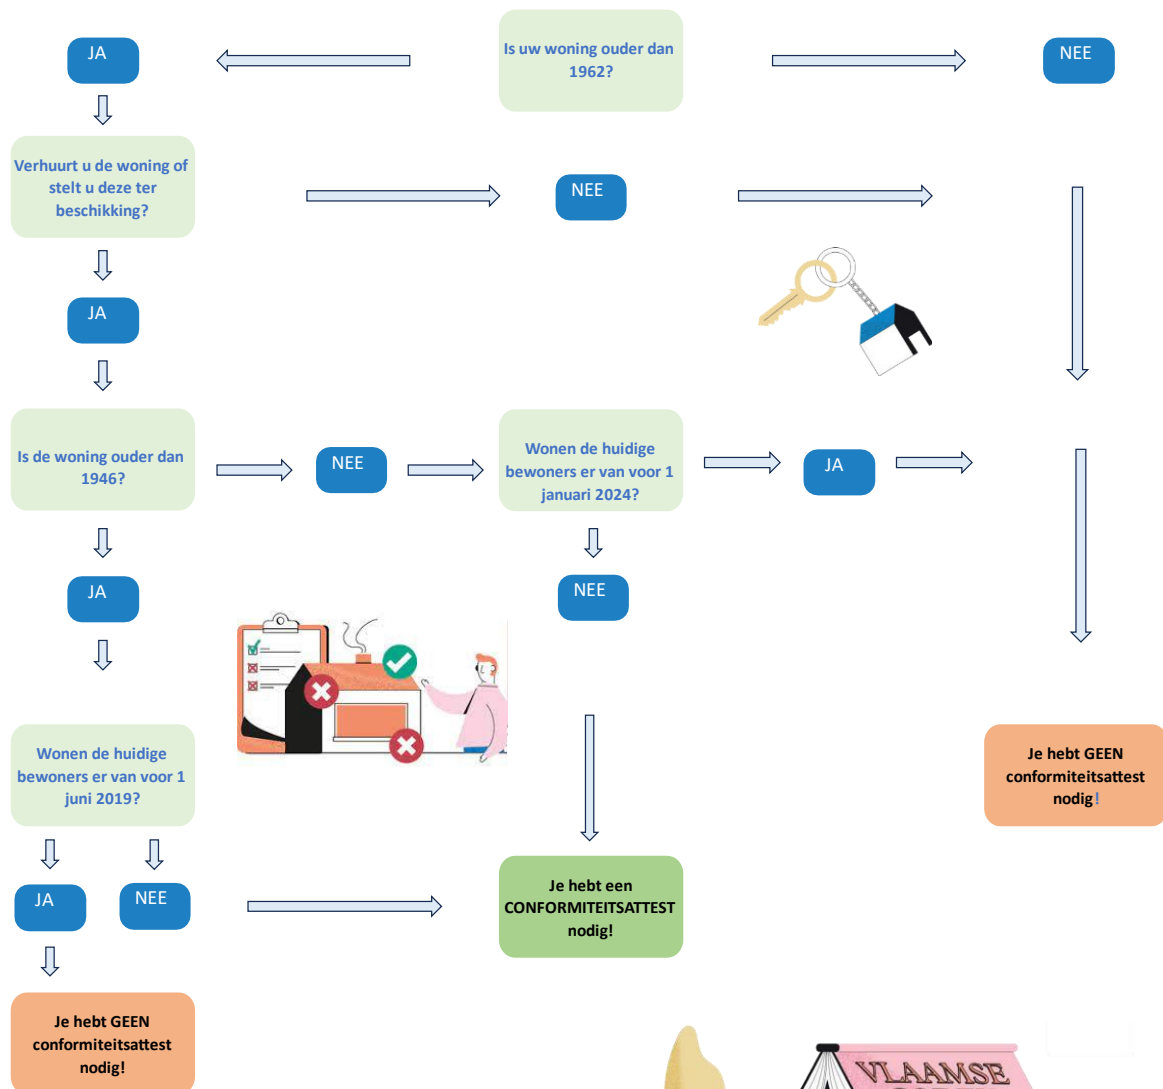 JA
Is uw woning ouder dan
1962?
NEE
Verhuurt u de woning of
stelt u deze ter
beschikking?
NEE
JA
Is de woning ouder dan
1946?
NEE
Wonen de huidige
bewoners er van voor 1
januari 2024?
JA
JA
NEE
Wonen de huidige
bewoners er van voor 1
juni 2019?
Je hebt GEEN
conformiteitsattest
nodig!
JA
NEE
Je hebt een
CONFORMITEITSATTEST
nodig!
Je hebt GEEN
conformiteitsattest
nodig!
VLAAMSE